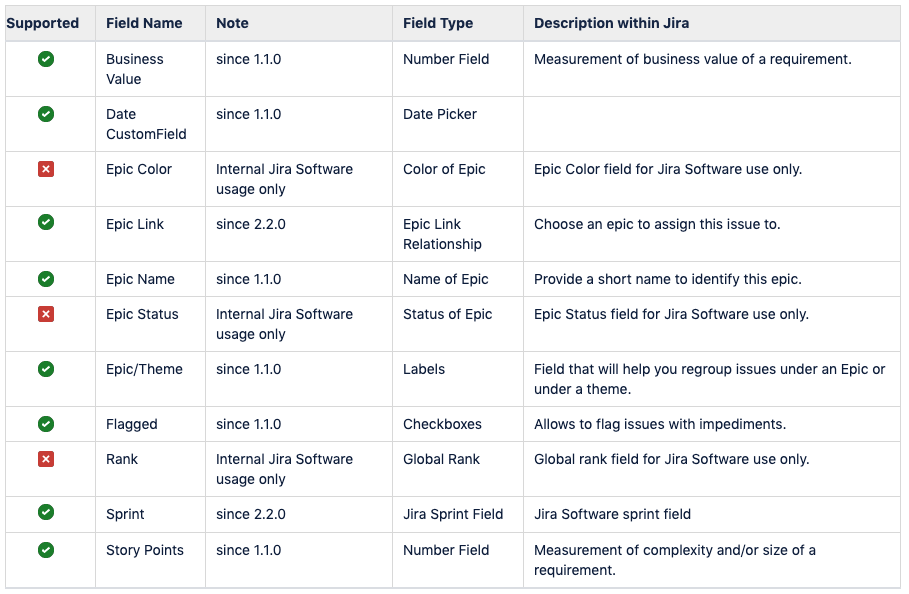 Supported Field Name Note Field Type Description within Jira
Business since 1.1.0 Number Field Measurement of business value of a requirement.
Value
Date since 1.1.0 Date Picker
CustomField
Epic Color Internal Jira Software Color of Epic Epic Color field for Jira Software use only.
usage only
Epic Link since 2.2.0 Epic Link Choose an epic to assign this issue to.
Relationship
Epic Name since 1.1.0 Name of Epic Provide a short name to identify this epic.
Epic Status Internal Jira Software Status of Epic Epic Status field for Jira Software use only.
usage only
Epic/Theme since 1.1.0 Labels Field that will help you regroup issues under an Epic or
under a theme.
Flagged since 1.1.0 Checkboxes Allows to flag issues with impediments.
Rank Internal Jira Software Global Rank Global rank field for Jira Software use only.
usage only
Sprint since 2.2.0 Jira Sprint Field Jira Software sprint field
Story Points since 1.1.0 Number Field Measurement of complexity and/or size of a
requirement.